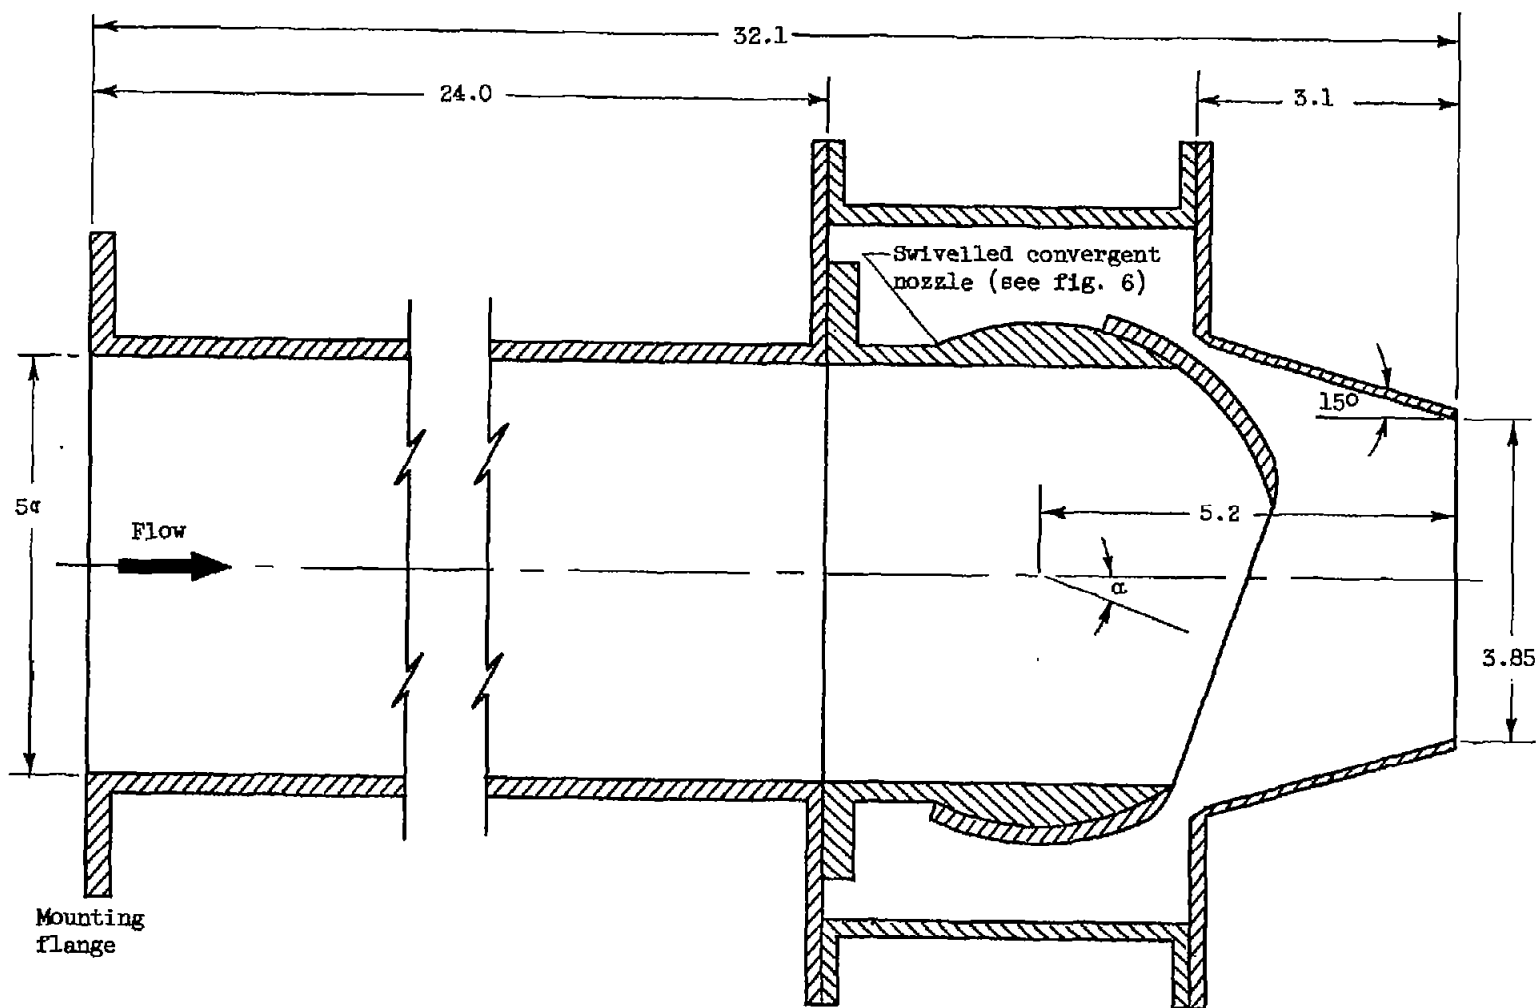 32.1
24.0
3.1
Swivelled convergent
nozzle (see fig. 6)
15°
5α
Flow
5.2
α
3.85
Mounting
flange